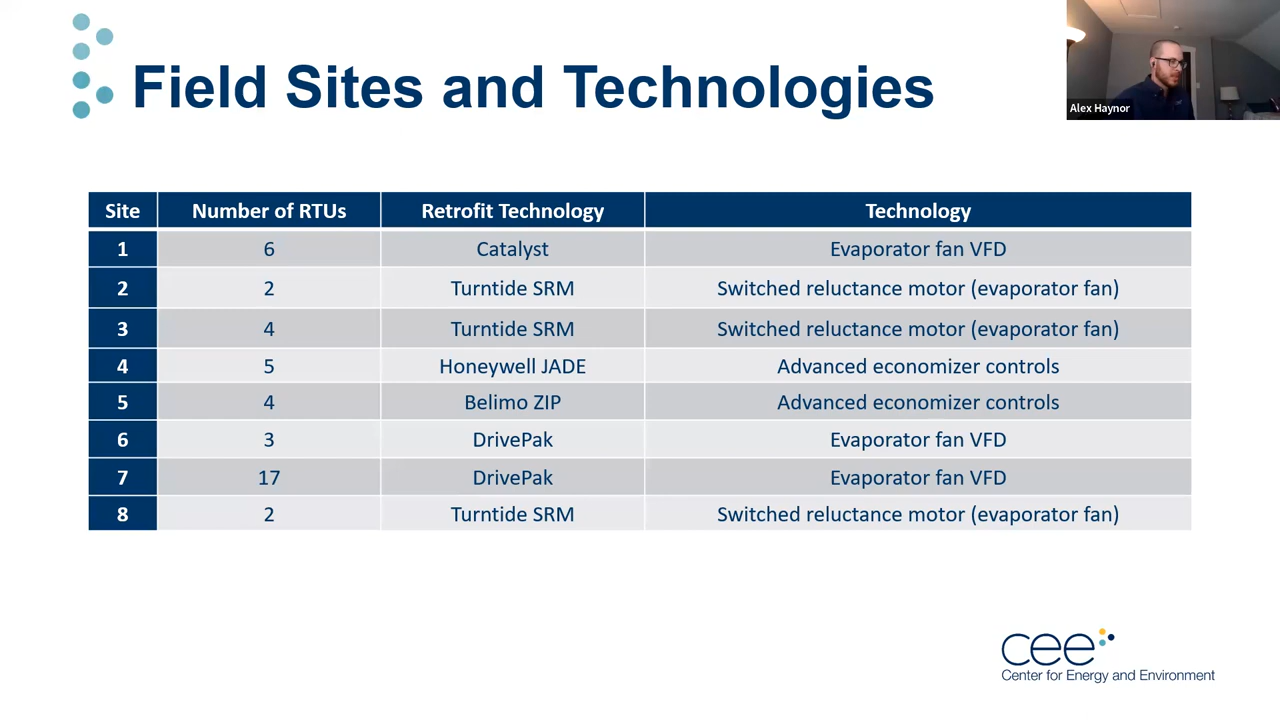 Field Sites and Technologies
Alex Haynor
Site Number of RTUs Retrofit Technology Technology
1 6 Catalyst Evaporator fan VFD
2 2 Turntide SRM Switched reluctance motor (evaporator fan)
3 4 Turntide SRM Switched reluctance motor (evaporator fan)
4 5 Honeywell JADE Advanced economizer controls
5 4 Belimo ZIP Advanced economizer controls
6 3 DrivePak Evaporator fan VFD
7 17 DrivePak Evaporator fan VFD
8 2 Turntide SRM Switched reluctance motor (evaporator fan)
cee
Center for Energy and Environment